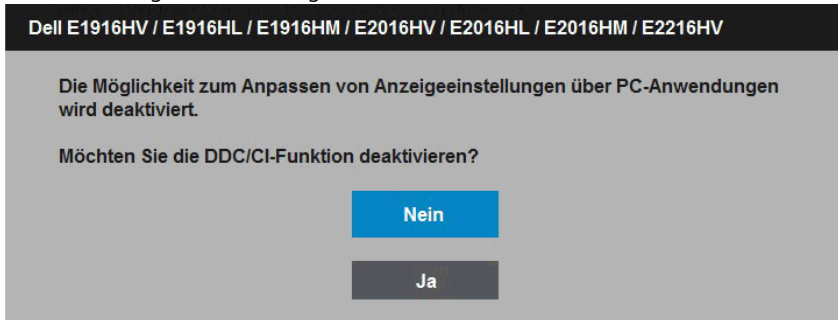 Dell E1916HV / E1916HL / E1916HM / E2016HV / E2016HL / E2016HM / E2216HV
Die Möglichkeit zum Anpassen von Anzeigeeinstellungen über PC-Anwendungen
wird deaktiviert.
Möchten Sie die DDC/CI-Funktion deaktivieren?
Nein
Ja